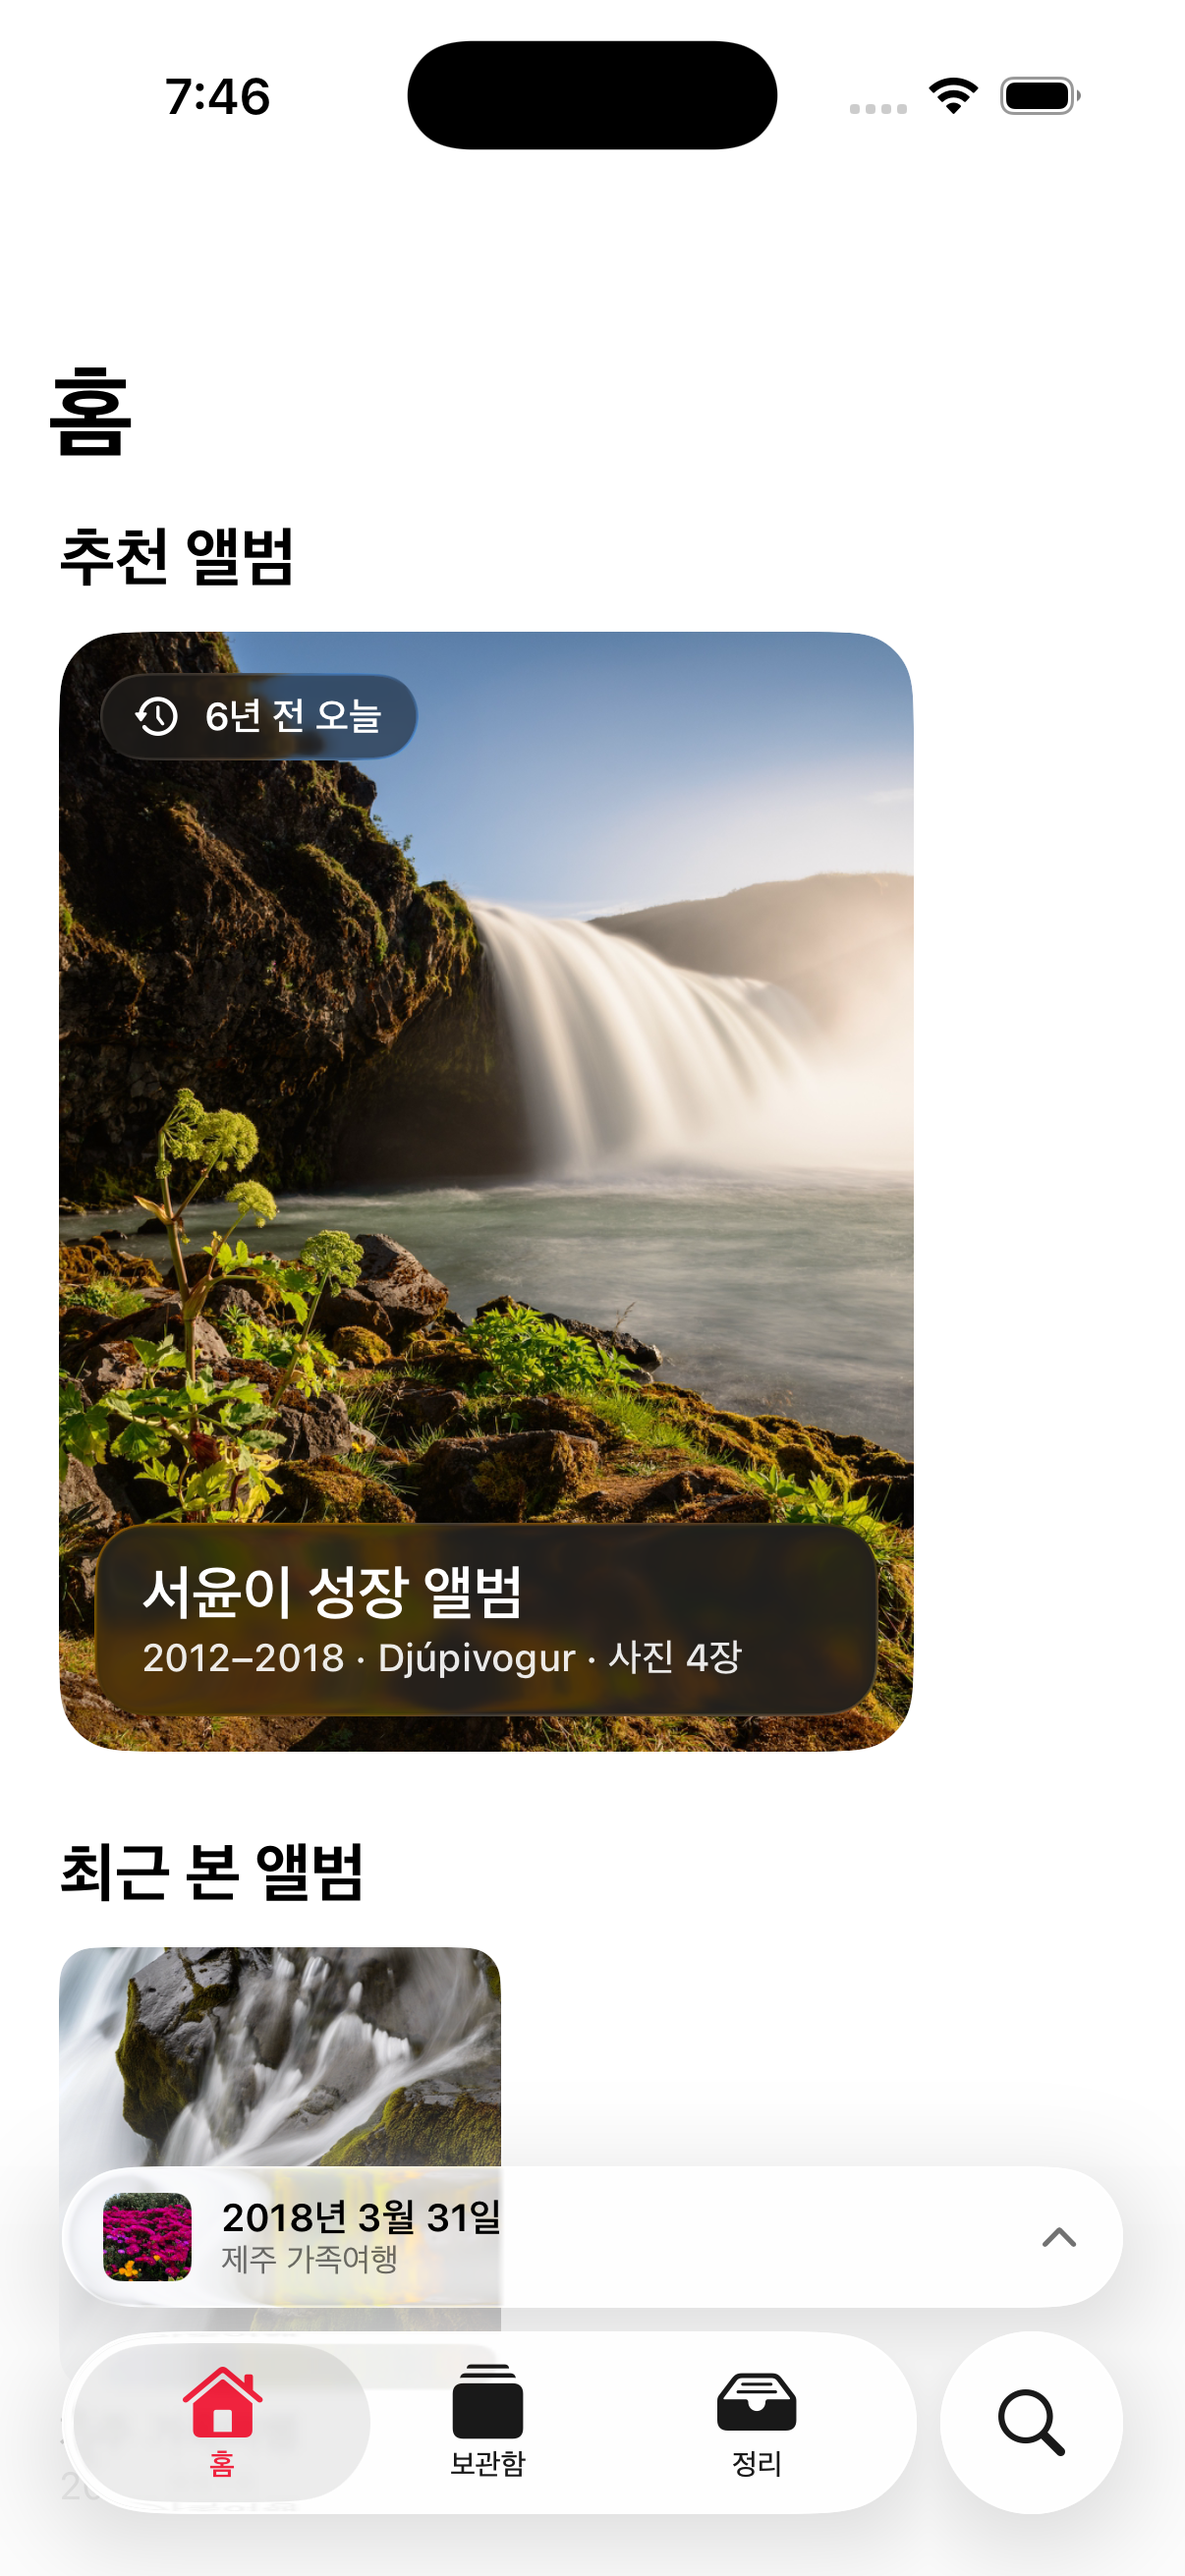 7:46
홈
추천 앨범
6년 전 오늘
서윤이 성장 앨범
2012–2018 · Djúpivogur · 사진 4장
최근 본 앨범
2018년 3월 31일
제주 가족여행
홈
보관함
정리